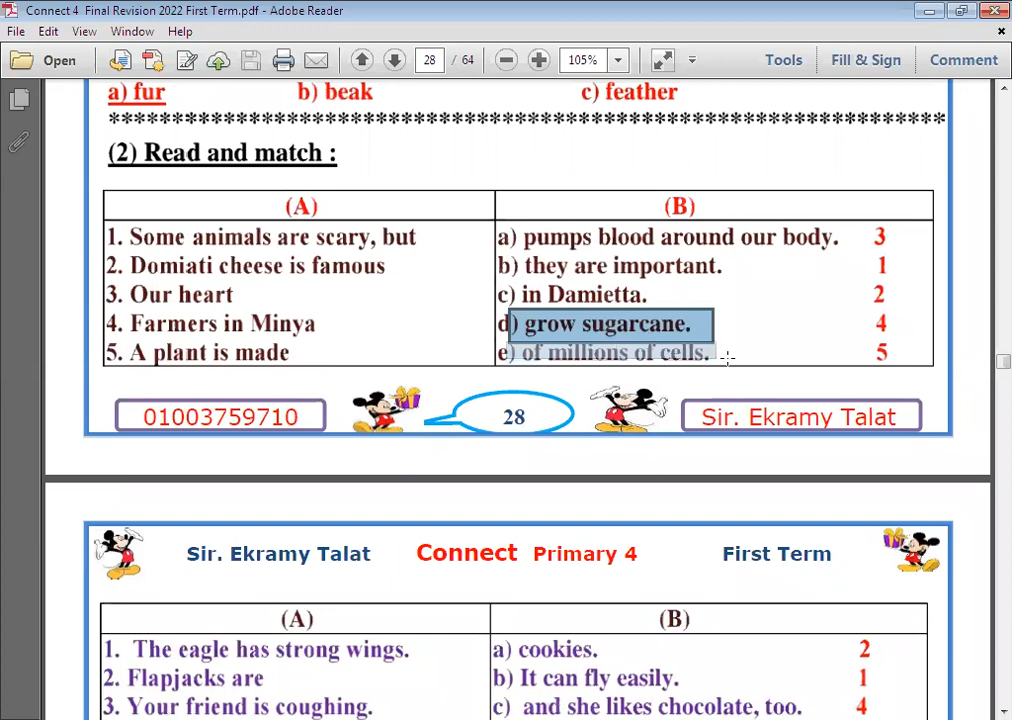 Connect 4  Final Revision 2022 First Term.pdf - Adobe Reader
File Edit View Window Help
Open 28 / 64 105% Tools Fill & Sign Comment
a) fur b) beak c) feather
******************************************************************
(2) Read and match :
(A) (B)
1. Some animals are scary, but a) pumps blood around our body. 3
2. Domiati cheese is famous b) they are important. 1
3. Our heart c) in Damietta. 2
4. Farmers in Minya d) grow sugarcane. 4
5. A plant is made e) of millions of cells. 5
01003759710 28 Sir. Ekramy Talat
Sir. Ekramy Talat Connect Primary 4 First Term
(A) (B)
1. The eagle has strong wings. a) cookies. 2
2. Flapjacks are b) It can fly easily. 1
3. Your friend is coughing. c) and she likes chocolate, too. 4